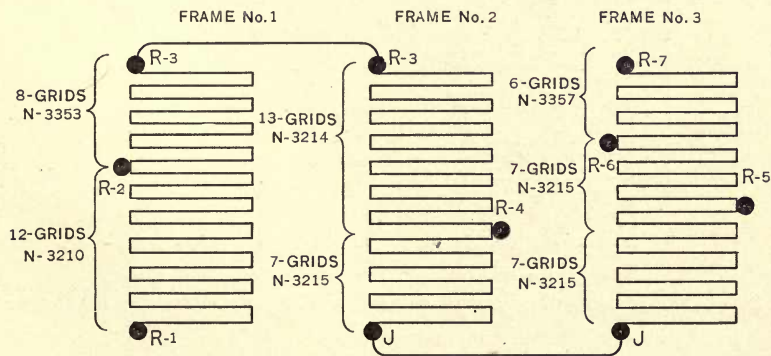 FRAME No.1
FRAME No.2
FRAME No.3
R-3
R-3
R-7
8-GRIDS
N-3353
6-GRIDS
N-3357
13-GRIDS
N-3214
R-2
R-6
7-GRIDS
N-3215
R-5
R-4
12-GRIDS
N-3210
7-GRIDS
N-3215
7-GRIDS
N-3215
R-1
J
J